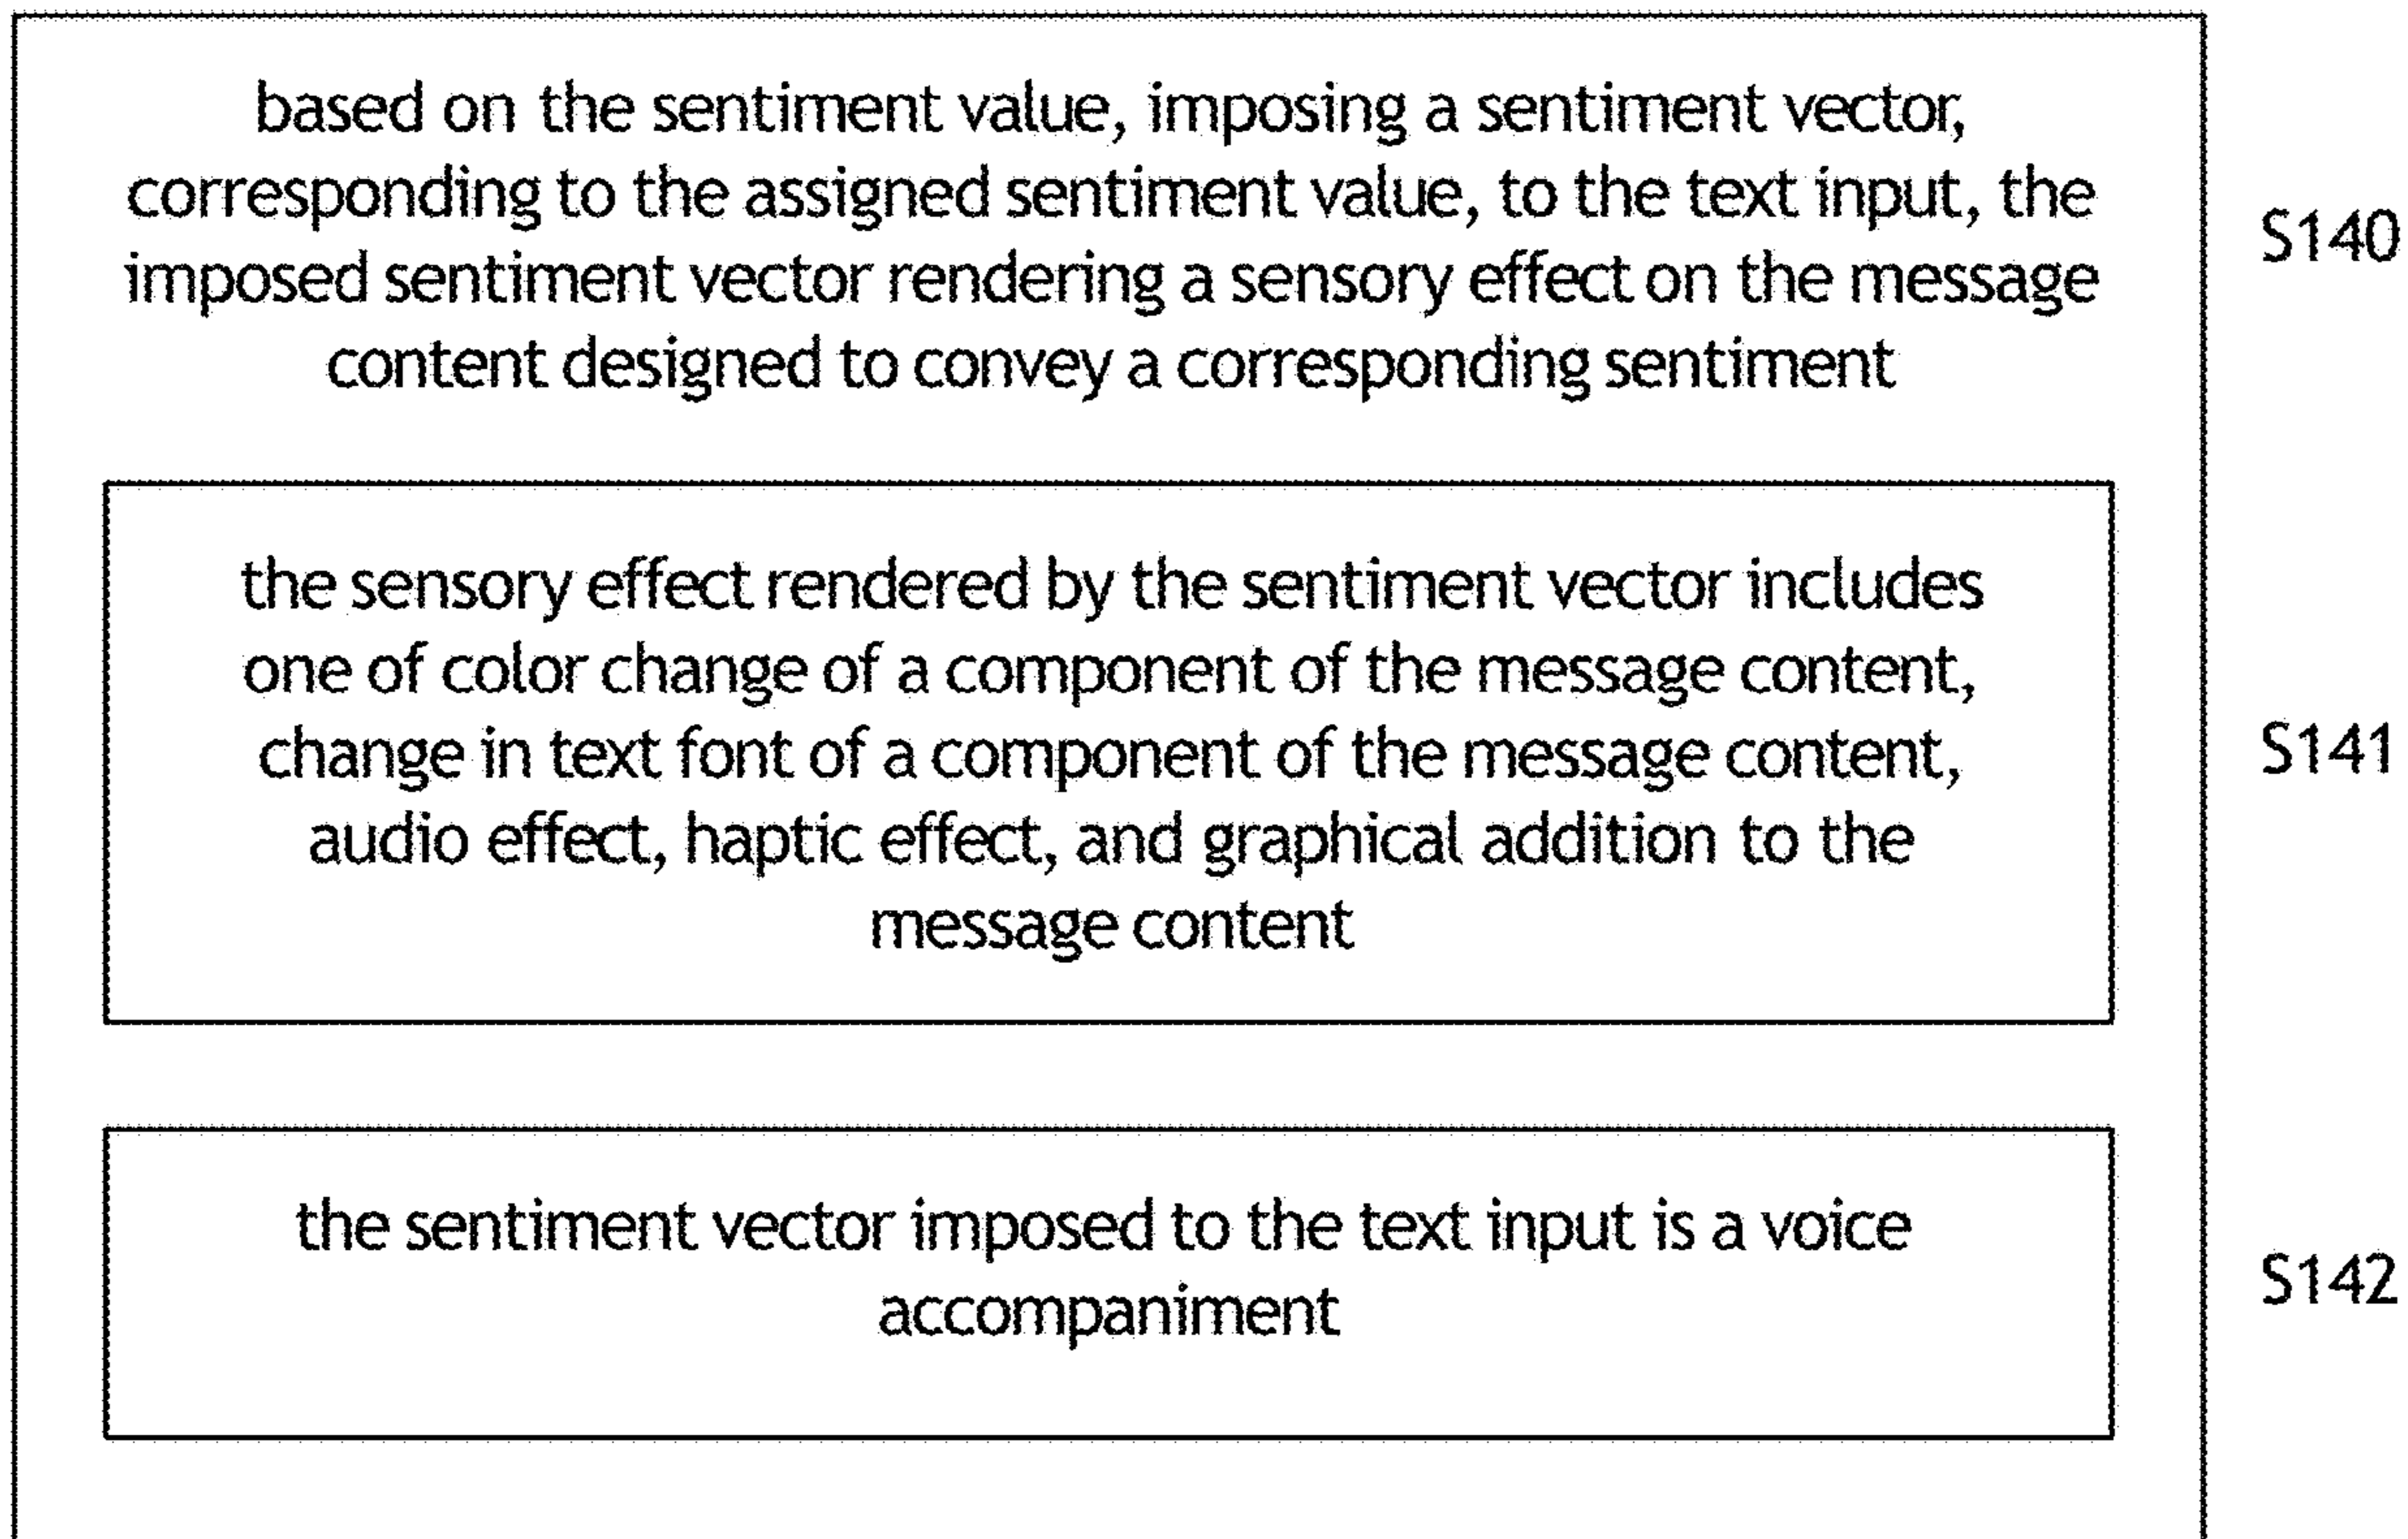 based on the sentiment value, imposing a sentiment vector,
corresponding to the assigned sentiment value, to the text input, the
imposed sentiment vector rendering a sensory effect on the message
content designed to convey a corresponding sentiment
S140
the sensory effect rendered by the sentiment vector includes
one of color change of a component of the message content,
change in text font of a component of the message content,
audio effect, haptic effect, and graphical addition to the
message content
S141
the sentiment vector imposed to the text input is a voice
accompaniment
S142